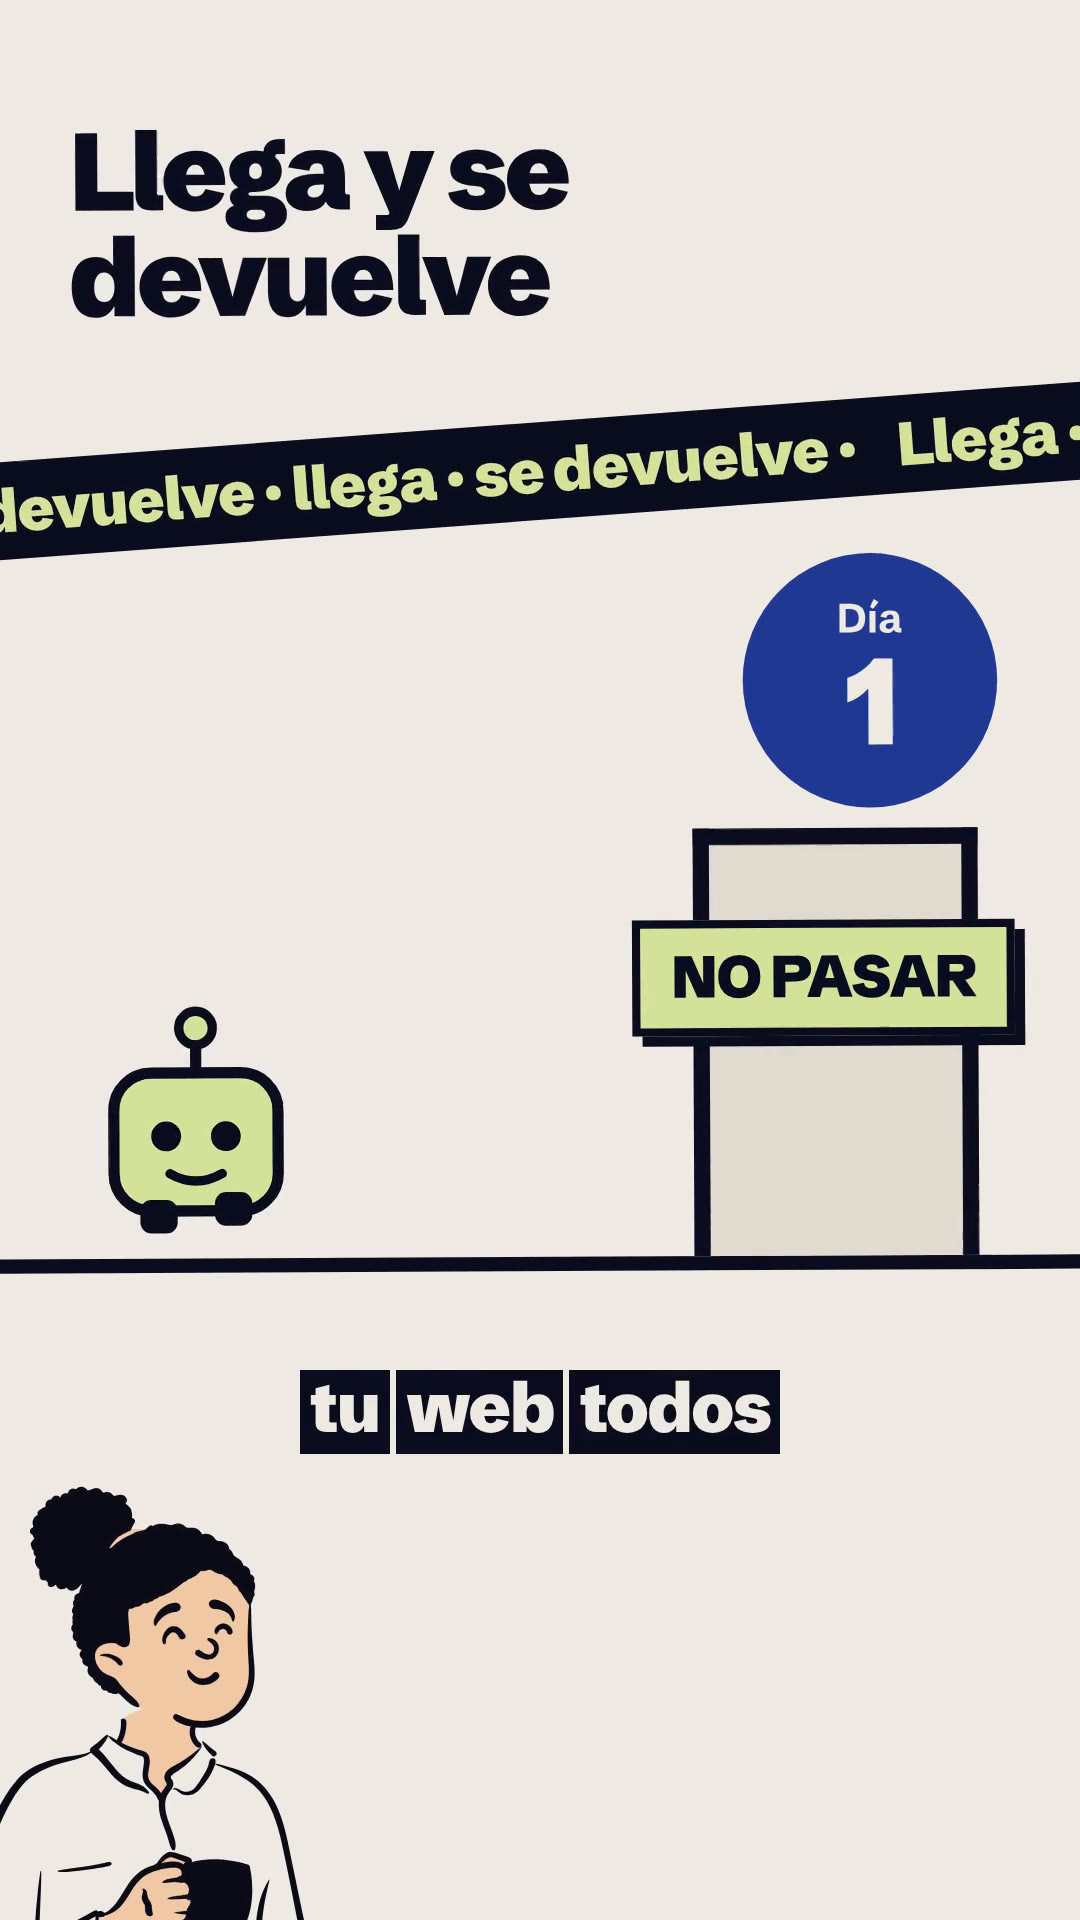 Llega y se
devuelve
devuelve · llega · se devuelve · Llega ·
Día
1
NO PASAR
tu web todos